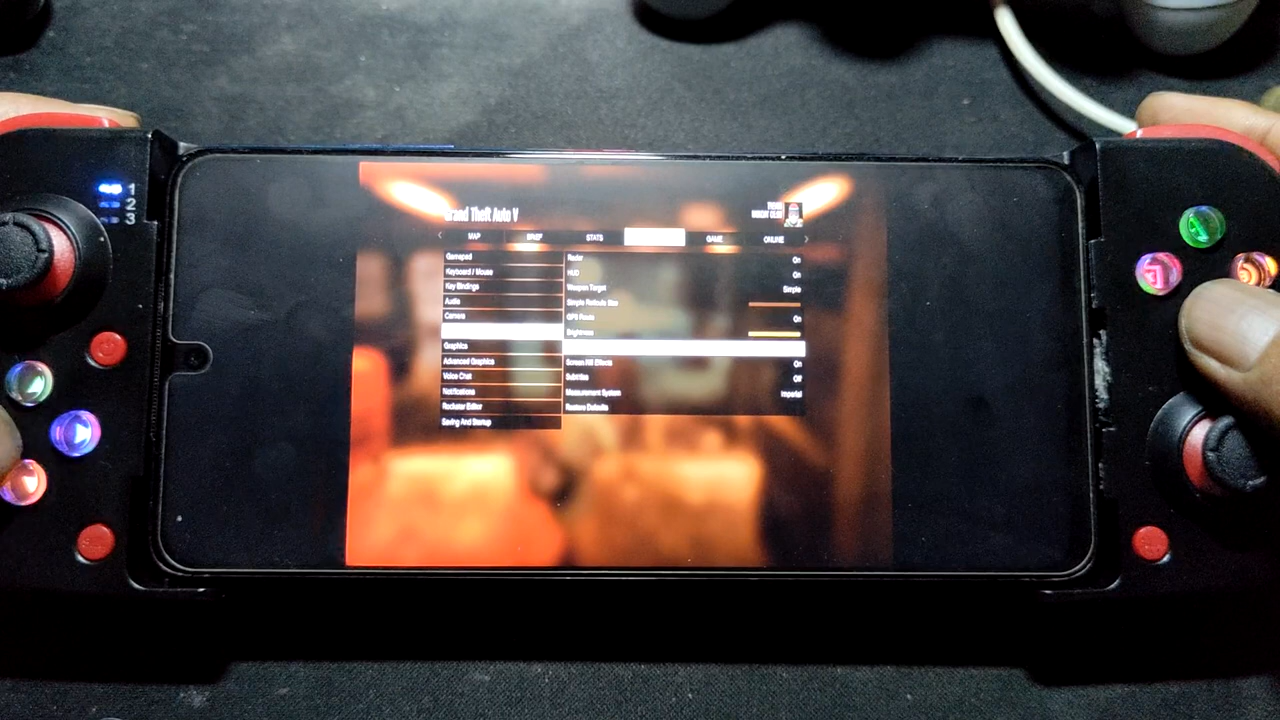 1
2
3
Grand Theft Auto V
MAP BRIEF STATS GAME ONLINE
Gamepad
Keyboard / Mouse
Key Bindings
Audio
Camera
Graphics
Advanced Graphics
Voice Chat
Notifications
Rockstar Editor
Saving And Startup
Radar On
HUD On
Weapon Target Simple
Simple Reticule Size
GPS Route On
Brightness
Screen Kill Effects On
Subtitles Off
Measurement System Imperial
Restore Defaults